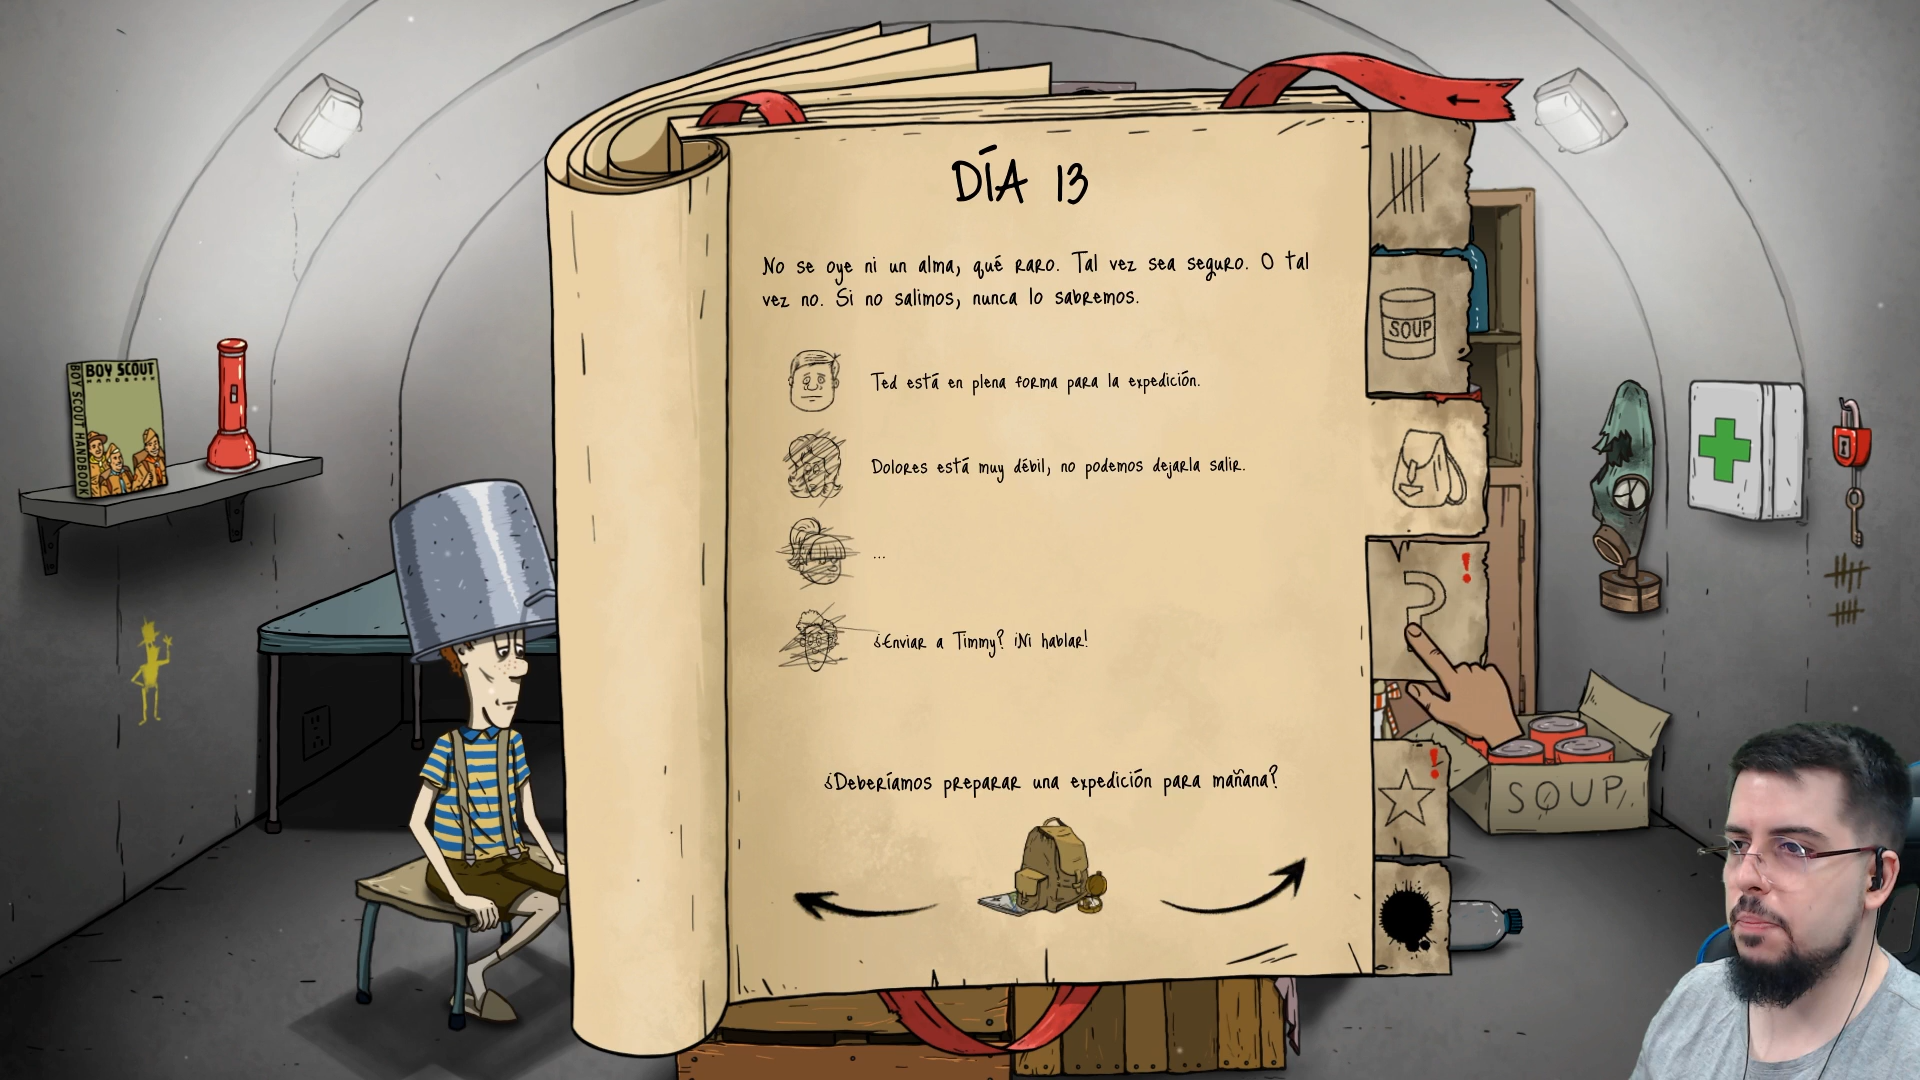 DÍA 13
No se oye ni un alma, qué raro. Tal vez sea seguro. O tal
vez no. Si no salimos, nunca lo sabremos.
Ted está en plena forma para la expedición.
Dolores está muy débil, no podemos dejarla salir.
...
¿Enviar a Timmy? ¡Ni hablar!
¿Deberíamos preparar una expedición para mañana?
SOUP
?
!
!
BOY SCOUT
HANDBOOK
BOY SCOUT HANDBOOK
SOUP